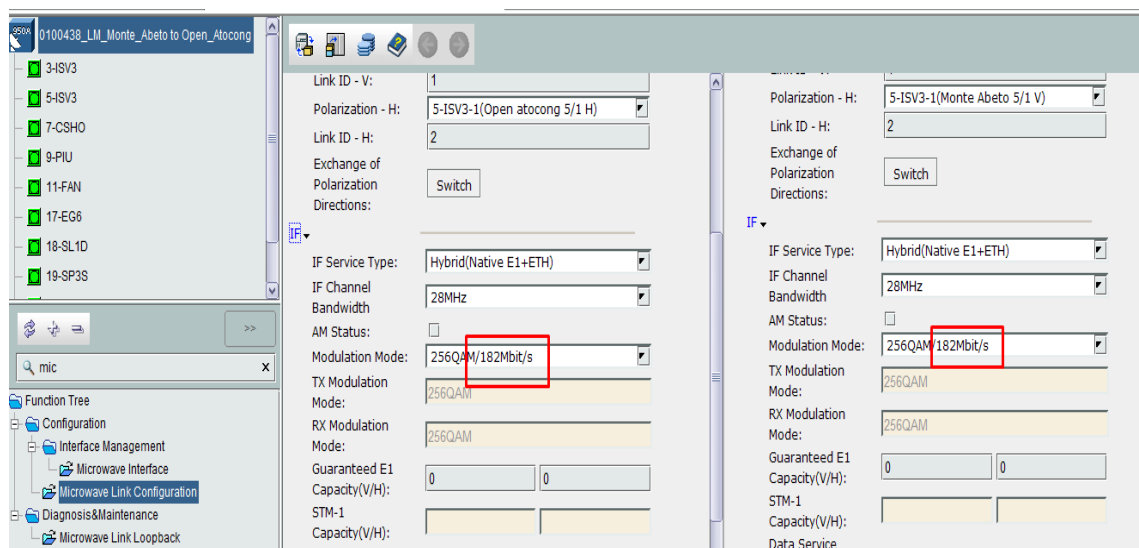 950A
0100438_LM_Monte_Abeto to Open_Atocong
3-ISV3
5-ISV3
7-CSHO
9-PIU
11-FAN
17-EG6
18-SL1D
19-SP3S
>>
mic
x
Function Tree
Configuration
Interface Management
Microwave Interface
Microwave Link Configuration
Diagnosis&Maintenance
Microwave Link Loopback
Link ID - V:
1
Polarization - H:
5-ISV3-1(Open atocong 5/1 H)
Link ID - H:
2
Exchange of
Polarization
Directions:
Switch
IF
IF Service Type:
Hybrid(Native E1+ETH)
IF Channel
Bandwidth
28MHz
AM Status:
Modulation Mode:
256QAM/182Mbit/s
TX Modulation
Mode:
256QAM
RX Modulation
Mode:
256QAM
Guaranteed E1
Capacity(V/H):
0
0
STM-1
Capacity(V/H):
Polarization - H:
5-ISV3-1(Monte Abeto 5/1 V)
Link ID - H:
2
Exchange of
Polarization
Directions:
Switch
IF
IF Service Type:
Hybrid(Native E1+ETH)
IF Channel
Bandwidth
28MHz
AM Status:
Modulation Mode:
256QAM/182Mbit/s
TX Modulation
Mode:
256QAM
RX Modulation
Mode:
256QAM
Guaranteed E1
Capacity(V/H):
0
0
STM-1
Capacity(V/H):
Data Service